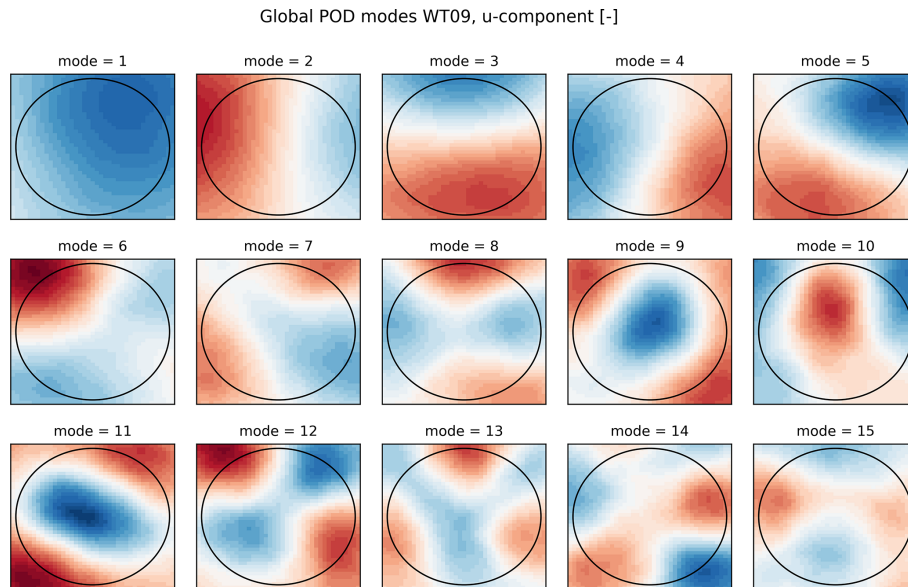 Global POD modes WT09, u-component [-]
mode = 1
mode = 2
mode = 3
mode = 4
mode = 5
mode = 6
mode = 7
mode = 8
mode = 9
mode = 10
mode = 11
mode = 12
mode = 13
mode = 14
mode = 15